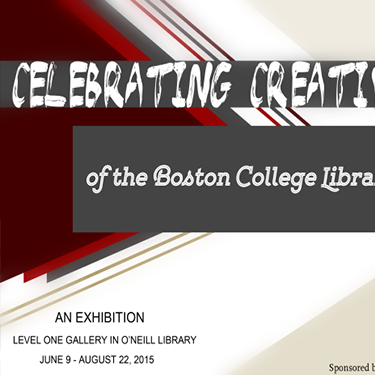 CELEBRATING CREATI
of the Boston College Libra
AN EXHIBITION
LEVEL ONE GALLERY IN O'NEILL LIBRARY
JUNE 9 - AUGUST 22, 2015
Sponsored b